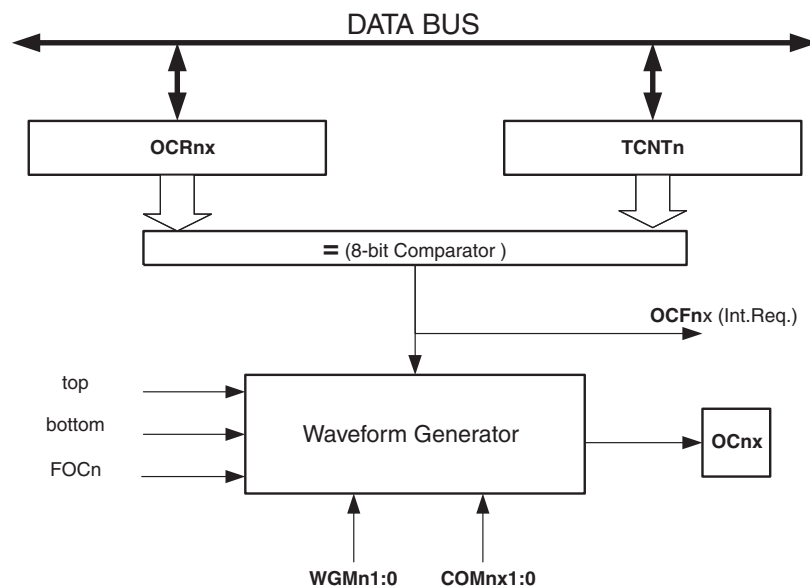 DATA BUS
OCRnx
TCNTn
= (8-bit Comparator )
OCFnx (Int.Req.)
top
bottom
FOCn
Waveform Generator
OCnx
WGMn1:0
COMnx1:0